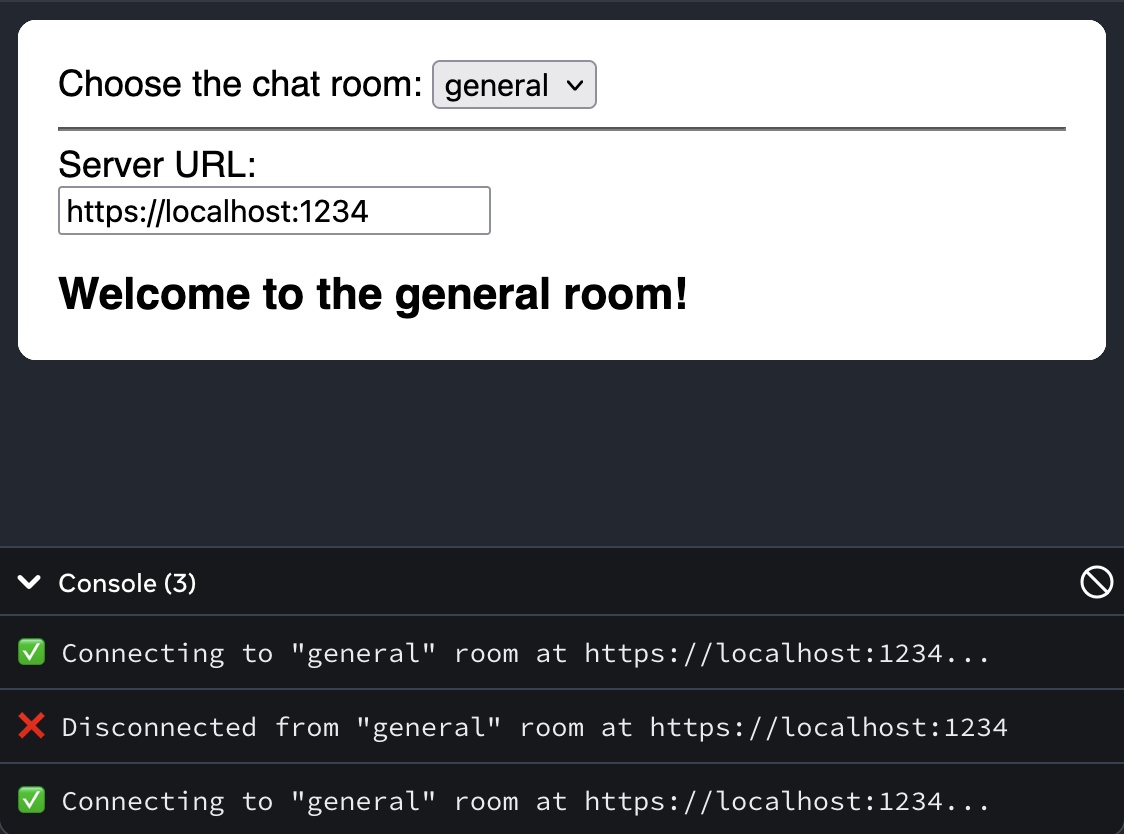 Choose the chat room: general
Server URL:
https://localhost:1234
Welcome to the general room!
Console (3)
✅ Connecting to "general" room at https://localhost:1234...
❌ Disconnected from "general" room at https://localhost:1234
✅ Connecting to "general" room at https://localhost:1234...